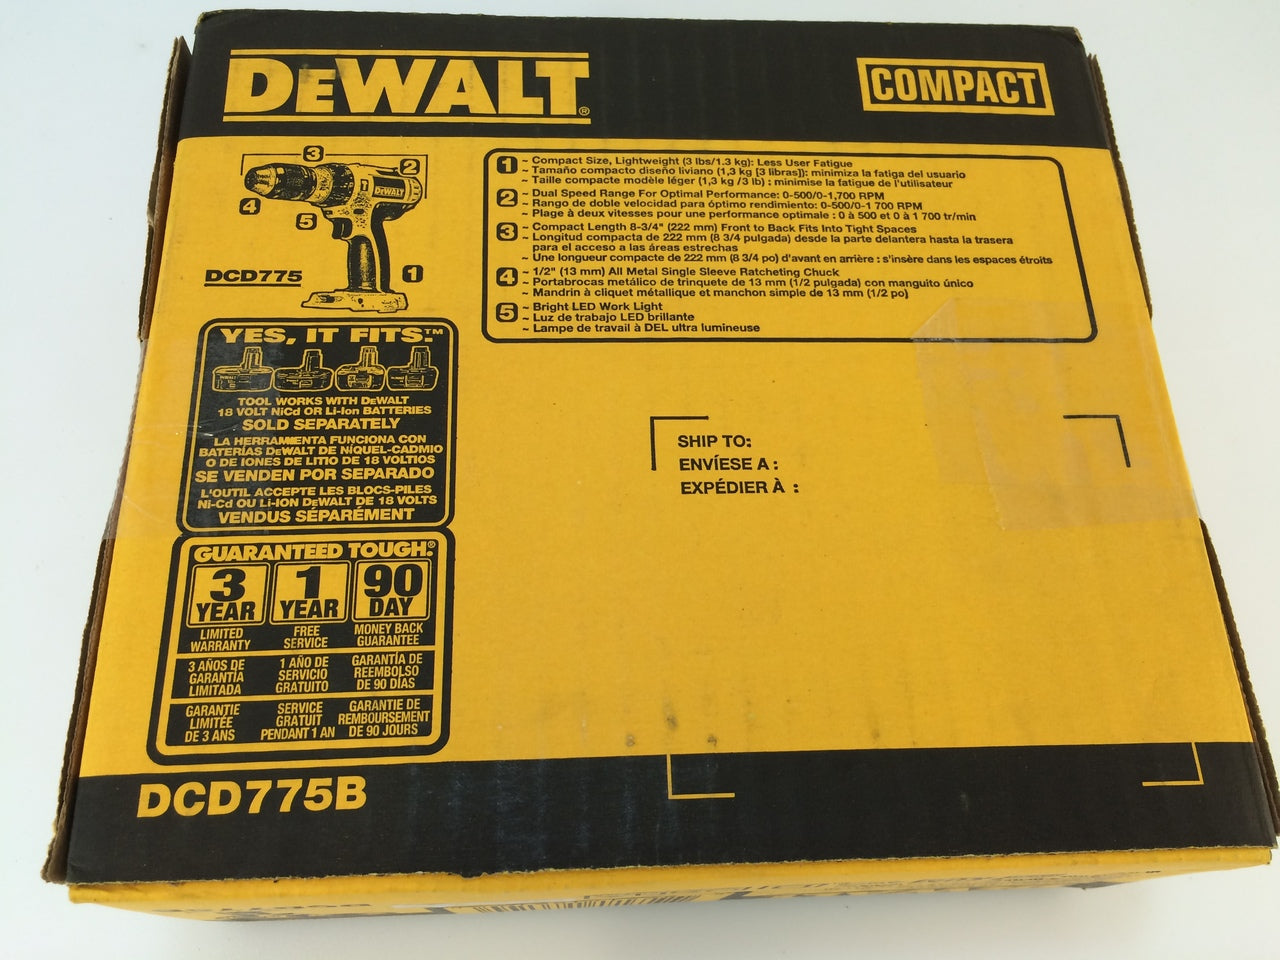 DEWALT®
COMPACT
3
2
DEWALT
4
5
1
DCD775
1 ~ Compact Size, Lightweight (3 lbs/1.3 kg): Less User Fatigue
~ Tamaño compacto diseño liviano (1,3 kg [3 libras]): minimiza la fatiga del usuario
~ Taille compacte modèle léger (1,3 kg /3 lb) : minimise la fatigue de l'utilisateur
2 ~ Dual Speed Range For Optimal Performance: 0-500/0-1,700 RPM
~ Rango de doble velocidad para óptimo rendimiento: 0-500/0-1 700 RPM
~ Plage à deux vitesses pour une performance optimale : 0 à 500 et 0 à 1 700 tr/min
3 ~ Compact Length 8-3/4" (222 mm) Front to Back Fits Into Tight Spaces
~ Longitud compacta de 222 mm (8 3/4 pulgada) desde la parte delantera hasta la trasera
para el acceso a las áreas estrechas
~ Une longueur compacte de 222 mm (8 3/4 po) d'avant en arrière : s'insère dans les espaces étroits
4 ~ 1/2" (13 mm) All Metal Single Sleeve Ratcheting Chuck
~ Portabrocas metálico de trinquete de 13 mm (1/2 pulgada) con manguito único
~ Mandrin à cliquet métallique et manchon simple de 13 mm (1/2 po)
5 ~ Bright LED Work Light
~ Luz de trabajo LED brillante
~ Lampe de travail à DEL ultra lumineuse
YES, IT FITS.™
TOOL WORKS WITH DEWALT
18 VOLT NiCd OR Li-Ion BATTERIES
SOLD SEPARATELY
LA HERRAMIENTA FUNCIONA CON
BATERÍAS DEWALT DE NÍQUEL-CADMIO
O DE IONES DE LITIO DE 18 VOLTIOS
SE VENDEN POR SEPARADO
L'OUTIL ACCEPTE LES BLOCS-PILES
Ni-Cd OU Li-ION DEWALT DE 18 VOLTS
VENDUS SÉPARÉMENT
SHIP TO:
ENVÍESE A :
EXPÉDIER À :
GUARANTEED TOUGH.®
3 YEAR
LIMITED
WARRANTY
1 YEAR
FREE
SERVICE
90 DAY
MONEY BACK
GUARANTEE
3 AÑOS DE
GARANTÍA
LIMITADA
1 AÑO DE
SERVICIO
GRATUITO
GARANTÍA DE
REEMBOLSO
DE 90 DÍAS
GARANTIE
LIMITÉE
DE 3 ANS
SERVICE
GRATUIT
PENDANT 1 AN
GARANTIE DE
REMBOURSEMENT
DE 90 JOURS
DCD775B